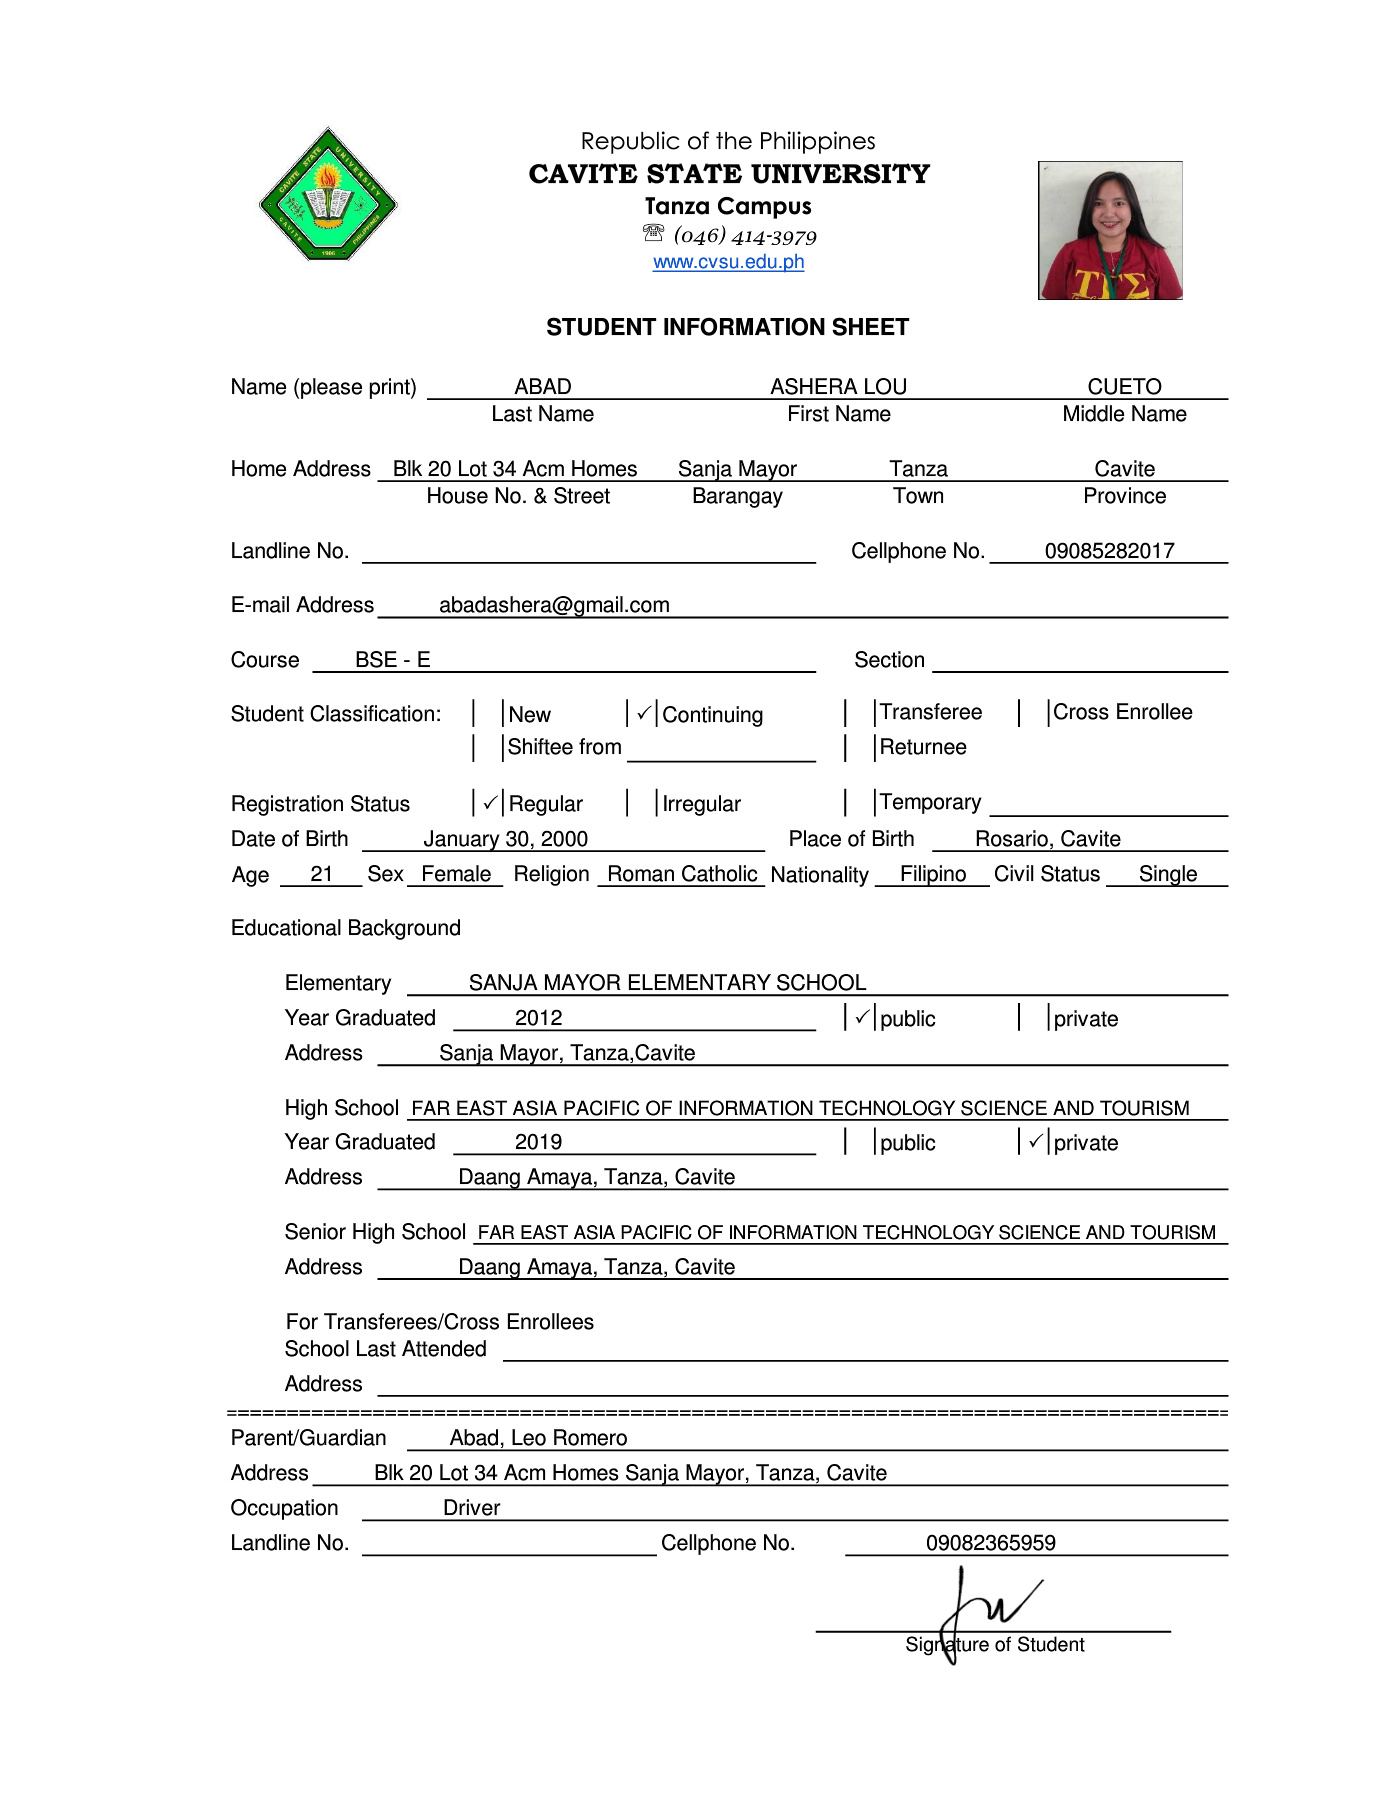 Republic of the Philippines
CAVITE STATE UNIVERSITY
Tanza Campus
☏ (046) 414-3979
www.cvsu.edu.ph
CAVITE STATE UNIVERSITY
CAVITE PHILIPPINES
1906
ΤΓΣ
STUDENT INFORMATION SHEET
Name (please print) ABAD ASHERA LOU CUETO
Last Name First Name Middle Name
Home Address Blk 20 Lot 34 Acm Homes Sanja Mayor Tanza Cavite
House No. & Street Barangay Town Province
Landline No. Cellphone No. 09085282017
E-mail Address abadashera@gmail.com
Course BSE - E Section
Student Classification: | | New | ✓ | Continuing | | Transferee | | Cross Enrollee
| | Shiftee from | | Returnee
Registration Status | ✓ | Regular | | Irregular | | Temporary
Date of Birth January 30, 2000 Place of Birth Rosario, Cavite
Age 21 Sex Female Religion Roman Catholic Nationality Filipino Civil Status Single
Educational Background
Elementary SANJA MAYOR ELEMENTARY SCHOOL
Year Graduated 2012 | ✓ | public | | private
Address Sanja Mayor, Tanza,Cavite
High School FAR EAST ASIA PACIFIC OF INFORMATION TECHNOLOGY SCIENCE AND TOURISM
Year Graduated 2019 | | public | ✓ | private
Address Daang Amaya, Tanza, Cavite
Senior High School FAR EAST ASIA PACIFIC OF INFORMATION TECHNOLOGY SCIENCE AND TOURISM
Address Daang Amaya, Tanza, Cavite
For Transferees/Cross Enrollees
School Last Attended
Address
Parent/Guardian Abad, Leo Romero
Address Blk 20 Lot 34 Acm Homes Sanja Mayor, Tanza, Cavite
Occupation Driver
Landline No. Cellphone No. 09082365959
Signature of Student